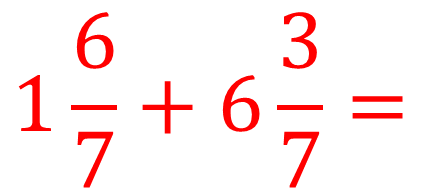 1 6/7 + 6 3/7 =